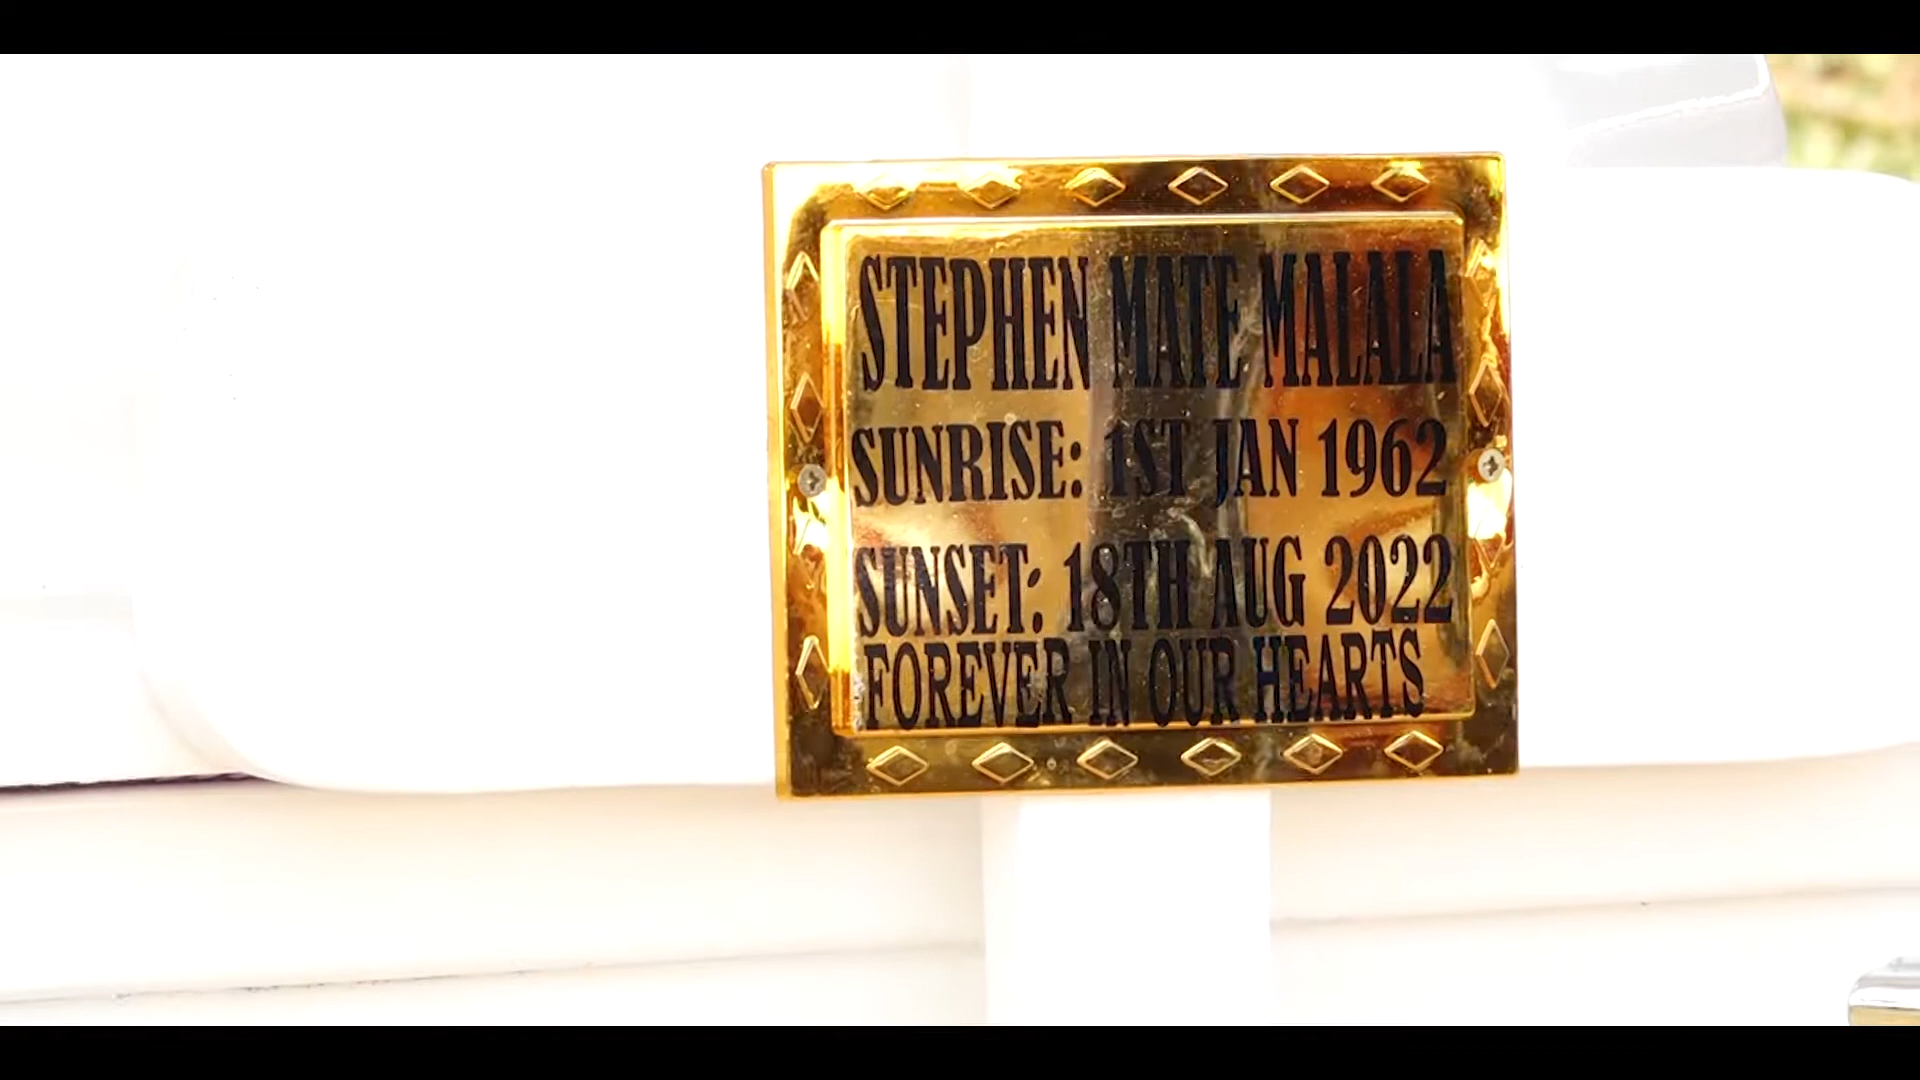 STEPHEN MATE MALALA
SUNRISE: 1ST JAN 1962
SUNSET: 18TH AUG 2022
FOREVER IN OUR HEARTS